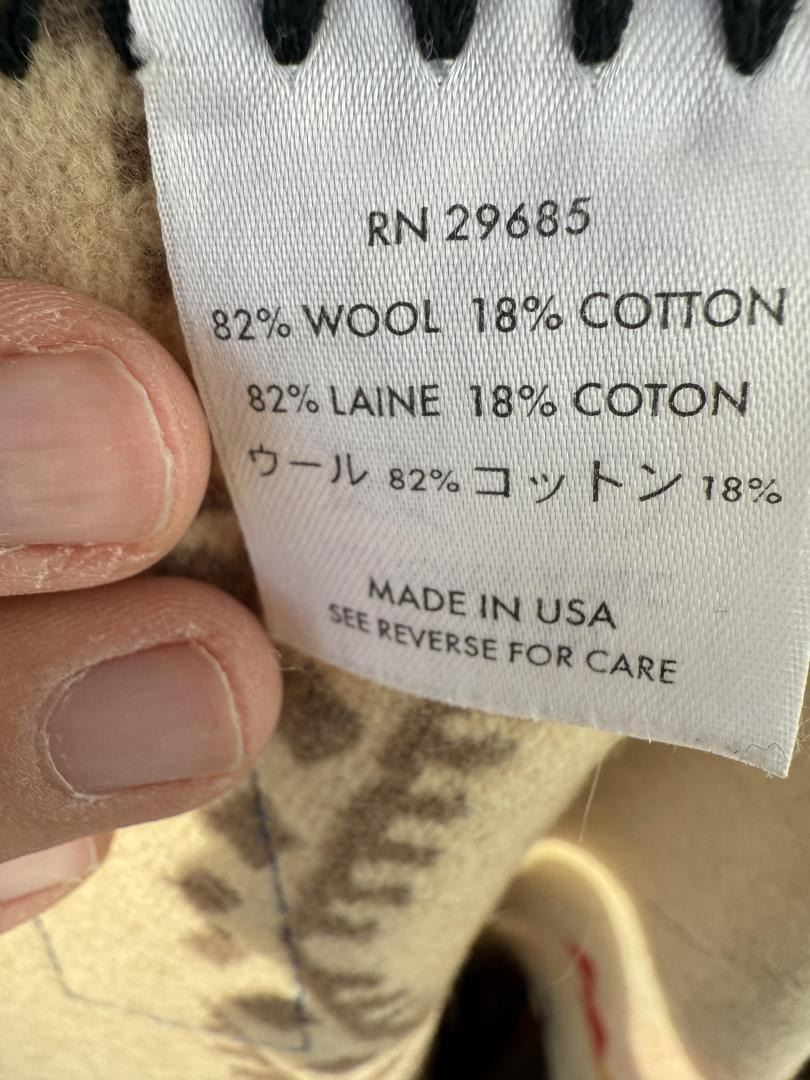 RN 29685
82% WOOL 18% COTTON
82% LAINE 18% COTON
ウール 82% コットン 18%
MADE IN USA
SEE REVERSE FOR CARE